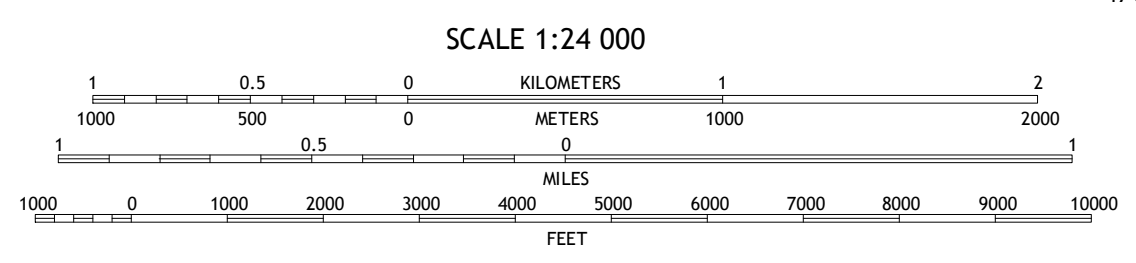 SCALE 1:24 000
1 0.5 0 KILOMETERS 1 2
1000 500 0 METERS 1000 2000
1 0.5 0 1
MILES
1000 0 1000 2000 3000 4000 5000 6000 7000 8000 9000 10000
FEET